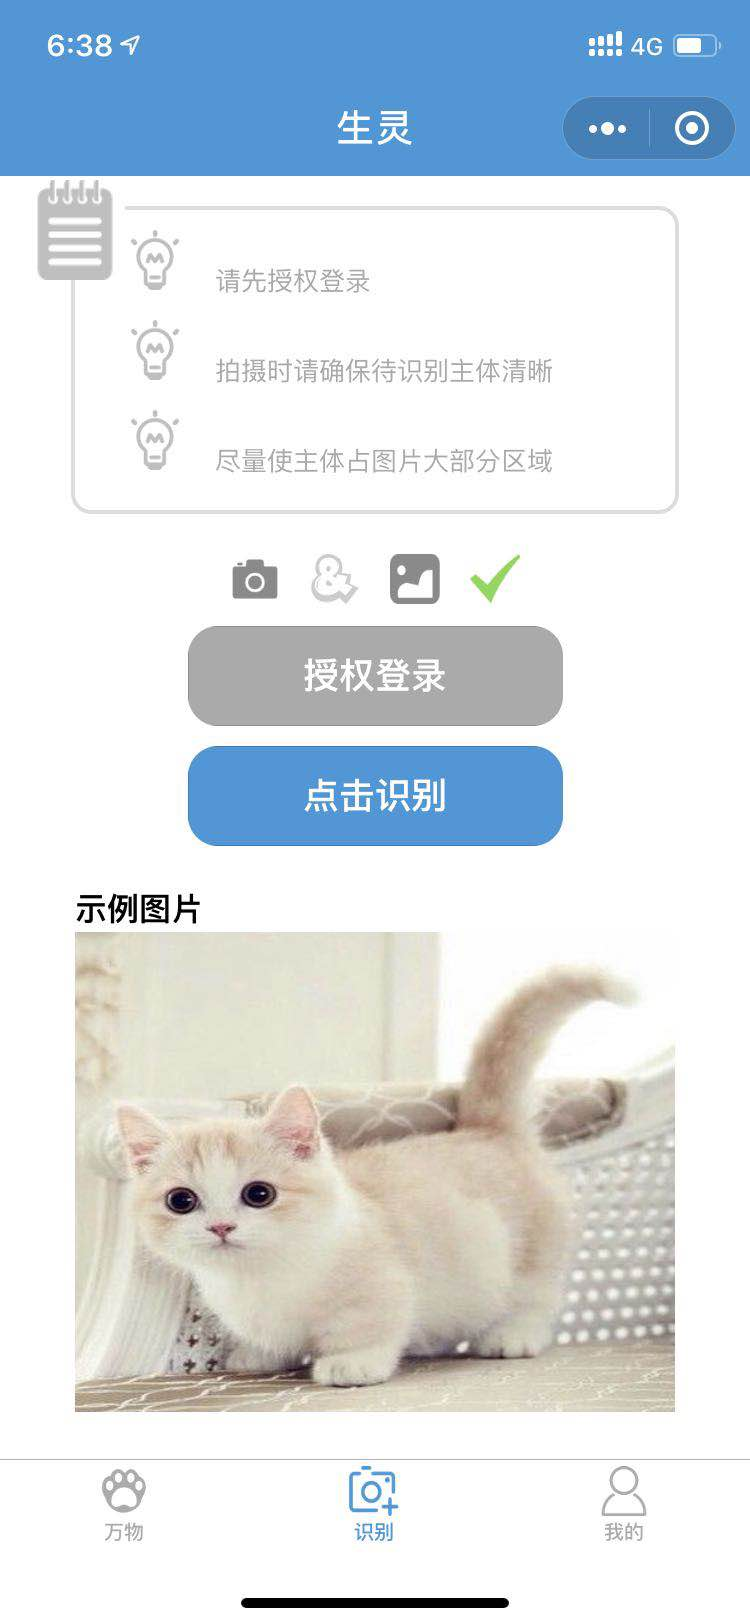 6:38
4G
生灵
请先授权登录
拍摄时请确保待识别主体清晰
尽量使主体占图片大部分区域
&
授权登录
点击识别
示例图片
万物
识别
我的